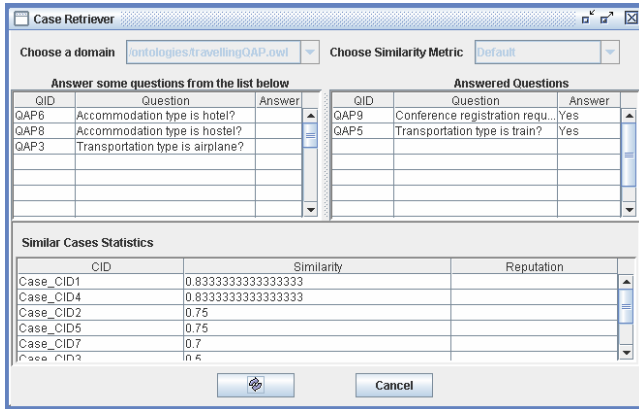 Case Retriever
Choose a domain /ontologies/travellingQAP.owl Choose Similarity Metric Default
Answer some questions from the list below Answered Questions
QID Question Answer QID Question Answer
QAP6 Accommodation type is hotel? QAP9 Conference registration requ... Yes
QAP8 Accommodation type is hostel? QAP5 Transportation type is train? Yes
QAP3 Transportation type is airplane?
Similar Cases Statistics
CID Similarity Reputation
Case_CID1 0.8333333333333333
Case_CID4 0.8333333333333333
Case_CID2 0.75
Case_CID5 0.75
Case_CID7 0.7
Case_CID3 0.5
Cancel